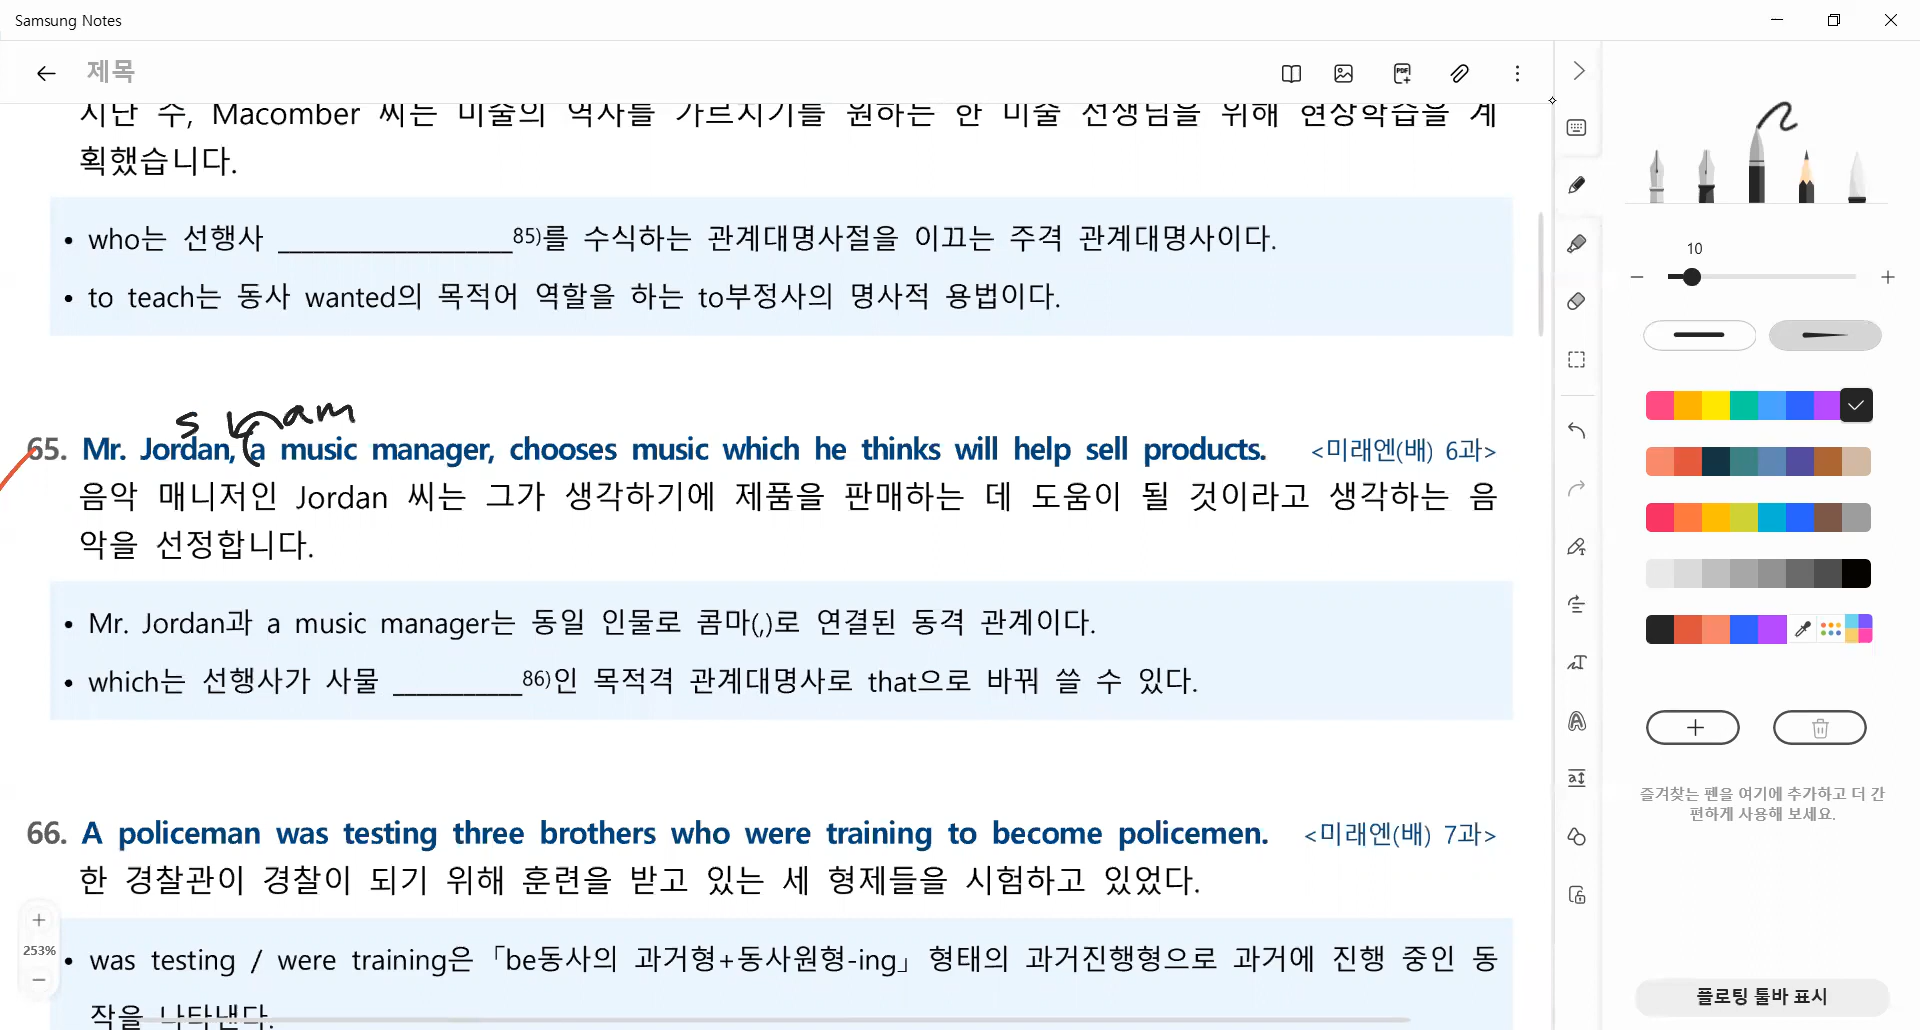 Samsung Notes
제목
지난 주, Macomber 씨는 미술의 역사를 가르치기를 원하는 한 미술 선생님을 위해 현장학습을 계
획했습니다.
• who는 선행사 ____________________85)를 수식하는 관계대명사절을 이끄는 주격 관계대명사이다.
• to teach는 동사 wanted의 목적어 역할을 하는 to부정사의 명사적 용법이다.
s am
65. Mr. Jordan, a music manager, chooses music which he thinks will help sell products. <미래엔(배) 6과>
음악 매니저인 Jordan 씨는 그가 생각하기에 제품을 판매하는 데 도움이 될 것이라고 생각하는 음
악을 선정합니다.
• Mr. Jordan과 a music manager는 동일 인물로 콤마(,)로 연결된 동격 관계이다.
• which는 선행사가 사물 ___________86)인 목적격 관계대명사로 that으로 바꿔 쓸 수 있다.
66. A policeman was testing three brothers who were training to become policemen. <미래엔(배) 7과>
한 경찰관이 경찰이 되기 위해 훈련을 받고 있는 세 형제들을 시험하고 있었다.
• was testing / were training은 「be동사의 과거형+동사원형-ing」 형태의 과거진행형으로 과거에 진행 중인 동
작을 나타낸다.
253%
10
즐겨찾는 펜을 여기에 추가하고 더 간
편하게 사용해 보세요.
플로팅 툴바 표시